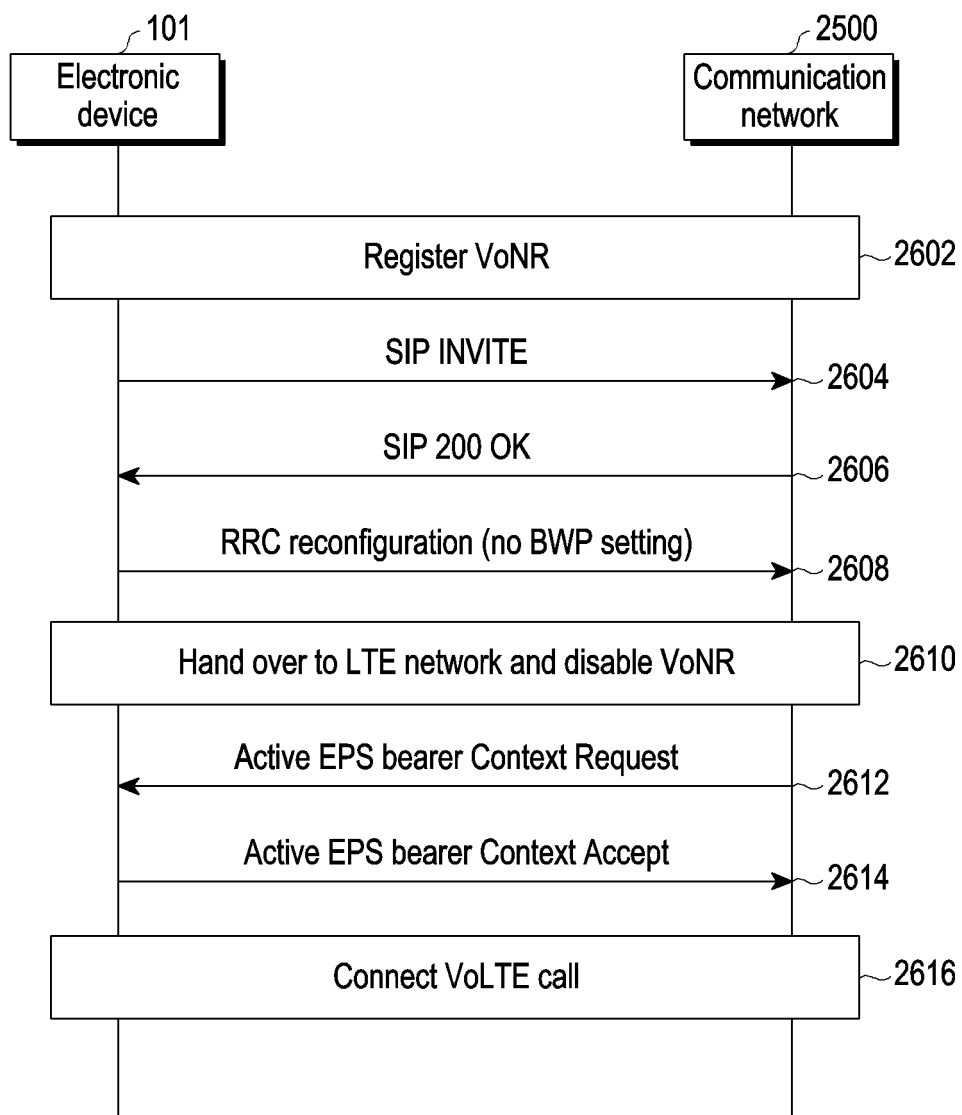 101
2500
Electronic
device
Communication
network
Register VoNR
2602
SIP INVITE
2604
SIP 200 OK
2606
RRC reconfiguration (no BWP setting)
2608
Hand over to LTE network and disable VoNR
2610
Active EPS bearer Context Request
2612
Active EPS bearer Context Accept
2614
Connect VoLTE call
2616